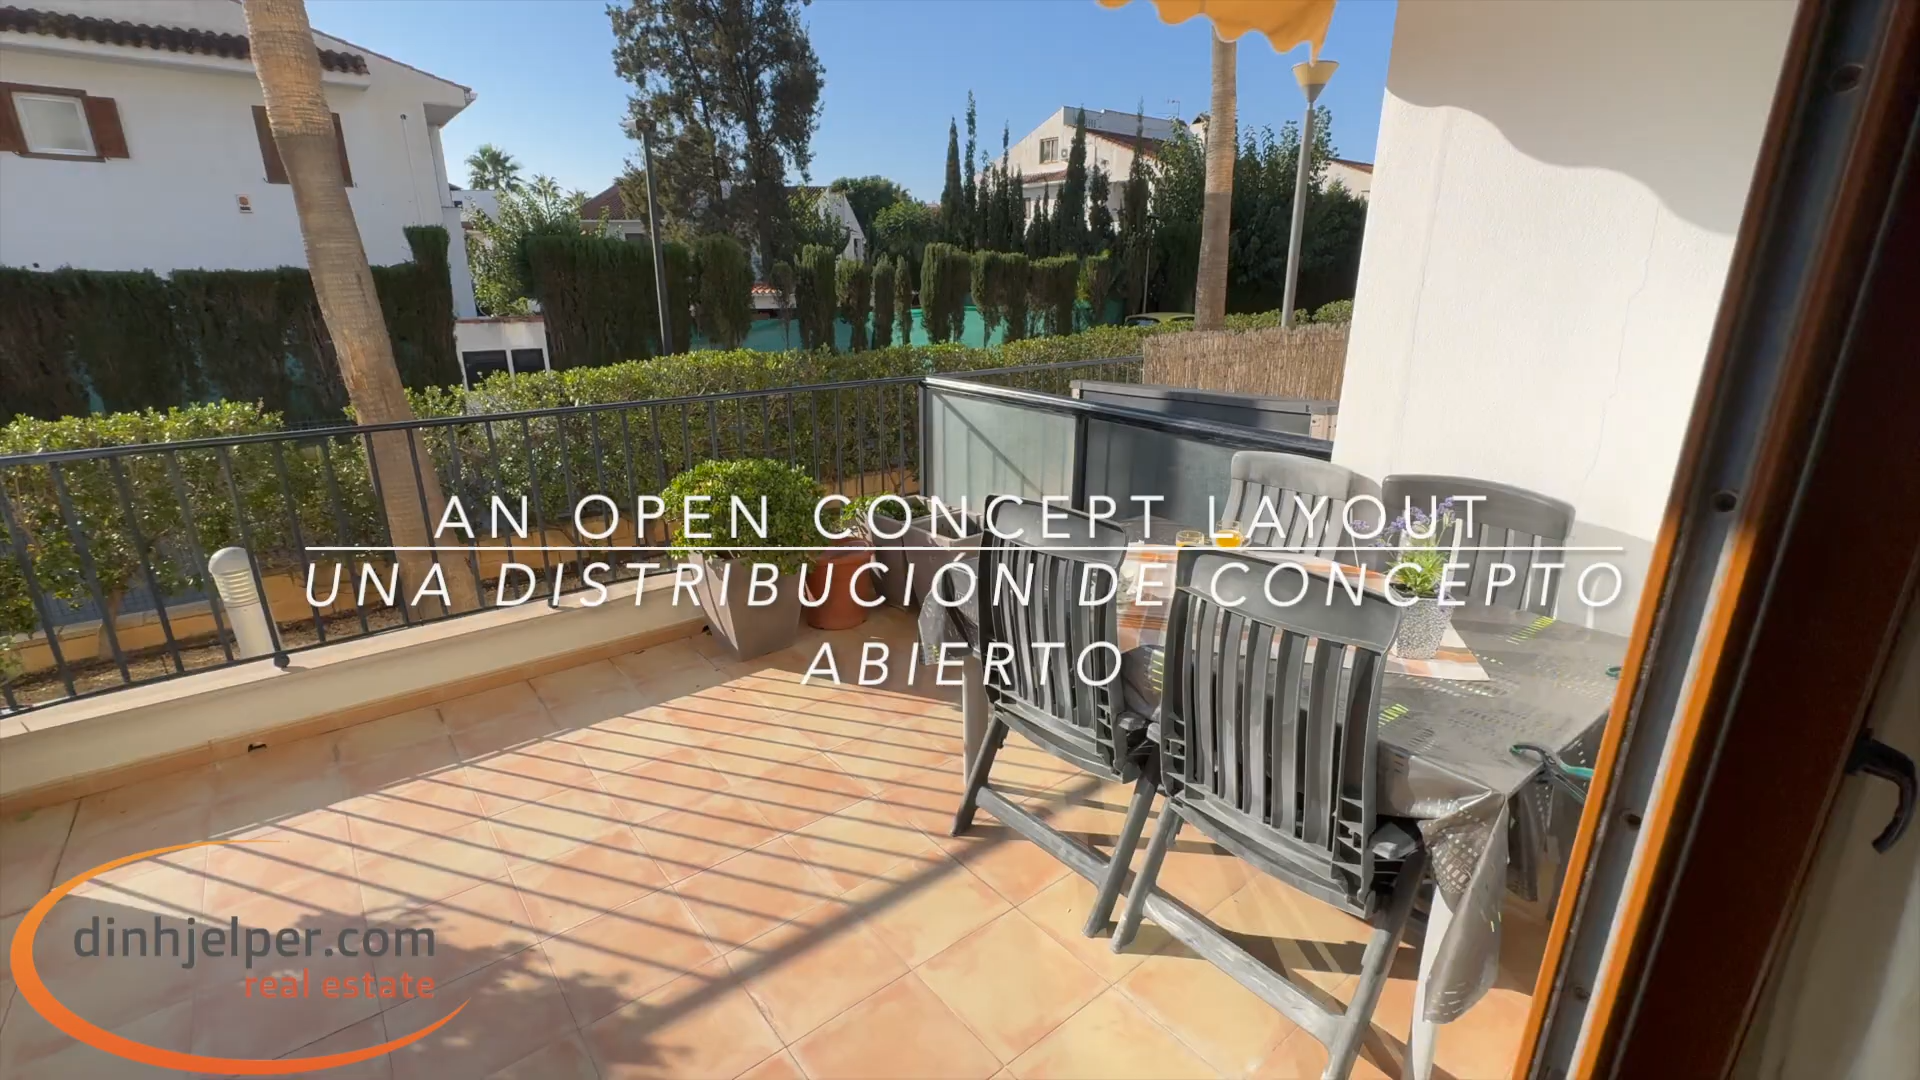 AN OPEN CONCEPT LAYOUT
UNA DISTRIBUCIÓN DE CONCEPTO
ABIERTO
dinhjelper.com
real estate